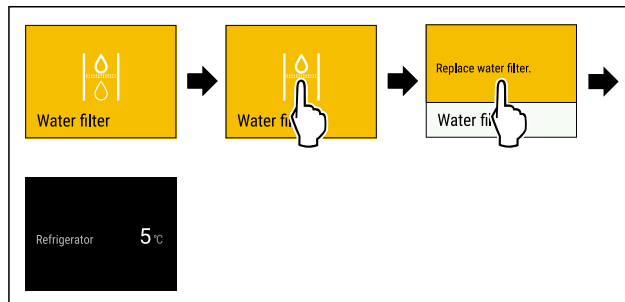 Water filter
Water fi
Replace water filter.
Water fi
Refrigerator 5 °C